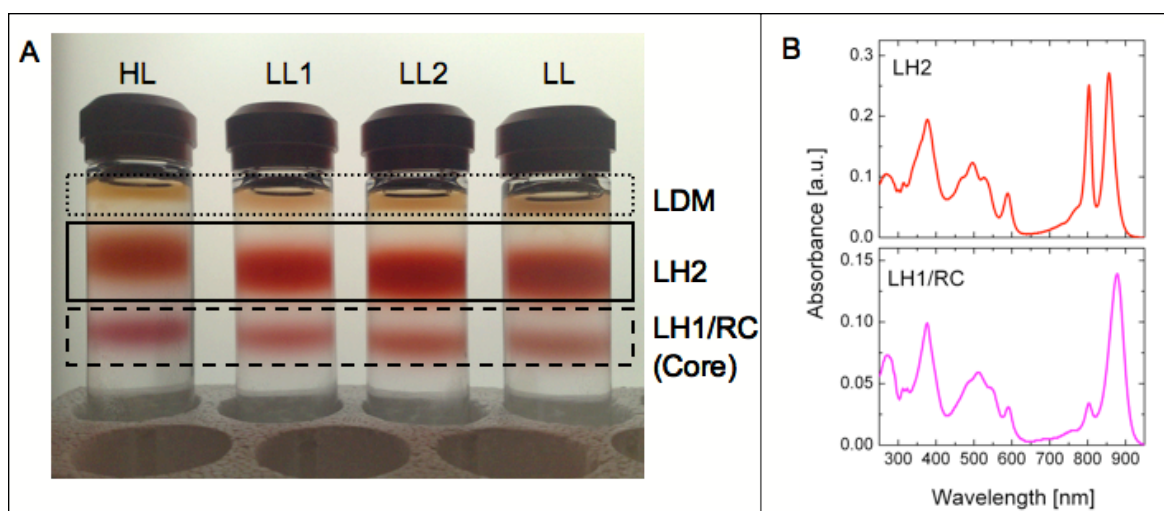 A
HL LL1 LL2 LL
LDM
LH2
LH1/RC
(Core)
B
LH2
0.3
0.2
0.1
0.0
Absorbance [a.u.]
LH1/RC
0.15
0.10
0.05
0.00
300 400 500 600 700 800 900
Wavelength [nm]